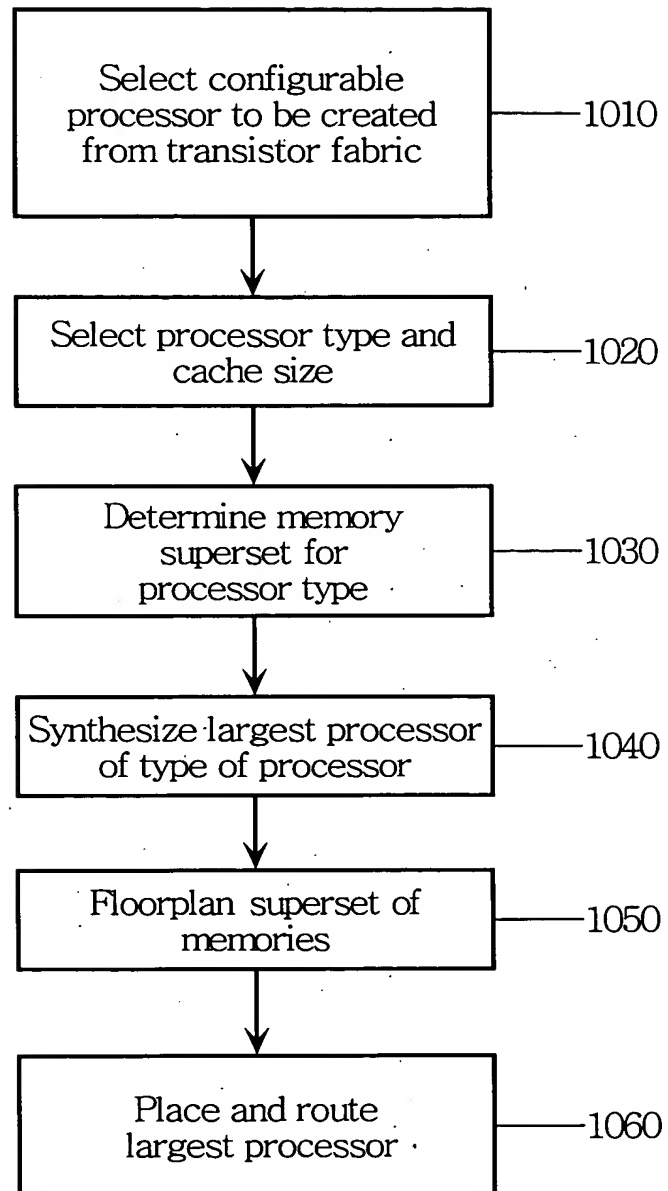 Select configurable
processor to be created
from transistor fabric
1010
Select processor type and
cache size
1020
Determine memory
superset for
processor type
1030
Synthesize largest processor
of type of processor
1040
Floorplan superset of
memories
1050
Place and route
largest processor
1060